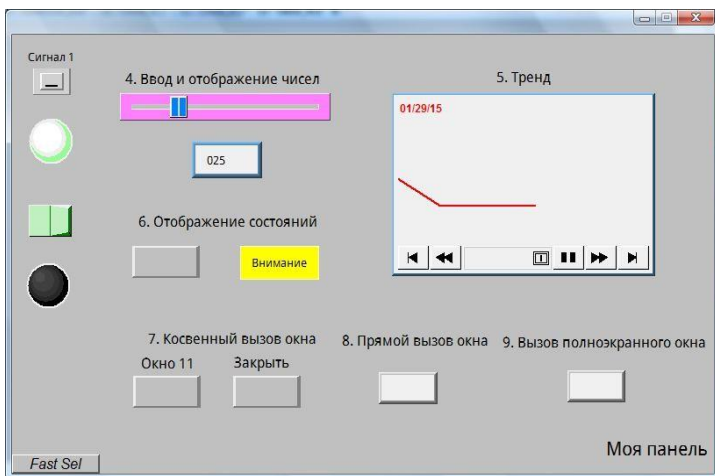 Сигнал 1
4. Ввод и отображение чисел
5. Тренд
01/29/15
025
6. Отображение состояний
Внимание
7. Косвенный вызов окна
8. Прямой вызов окна
9. Вызов полноэкранного окна
Окно 11
Закрыть
Моя панель
Fast Sel